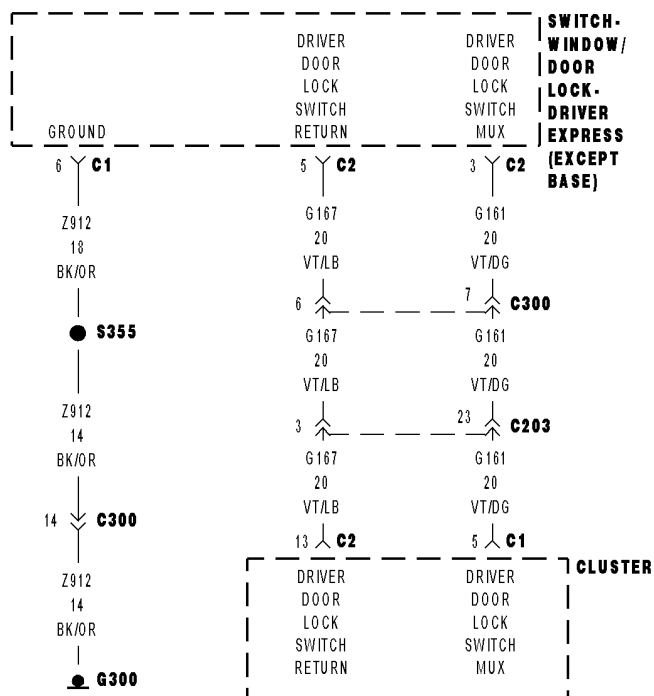 SWITCH-
WINDOW/
DOOR
LOCK-
DRIVER
EXPRESS
(EXCEPT
BASE)
GROUND
DRIVER
DOOR
LOCK
SWITCH
RETURN
DRIVER
DOOR
LOCK
SWITCH
MUX
6 C1
5 C2
3 C2
Z912
18
BK/OR
G167
20
VT/LB
G161
20
VT/DG
6
7 C300
S355
G167
20
VT/LB
G161
20
VT/DG
Z912
14
BK/OR
3
23 C203
G167
20
VT/LB
G161
20
VT/DG
14 C300
13 C2
5 C1
Z912
14
BK/OR
G300
CLUSTER
DRIVER
DOOR
LOCK
SWITCH
RETURN
DRIVER
DOOR
LOCK
SWITCH
MUX